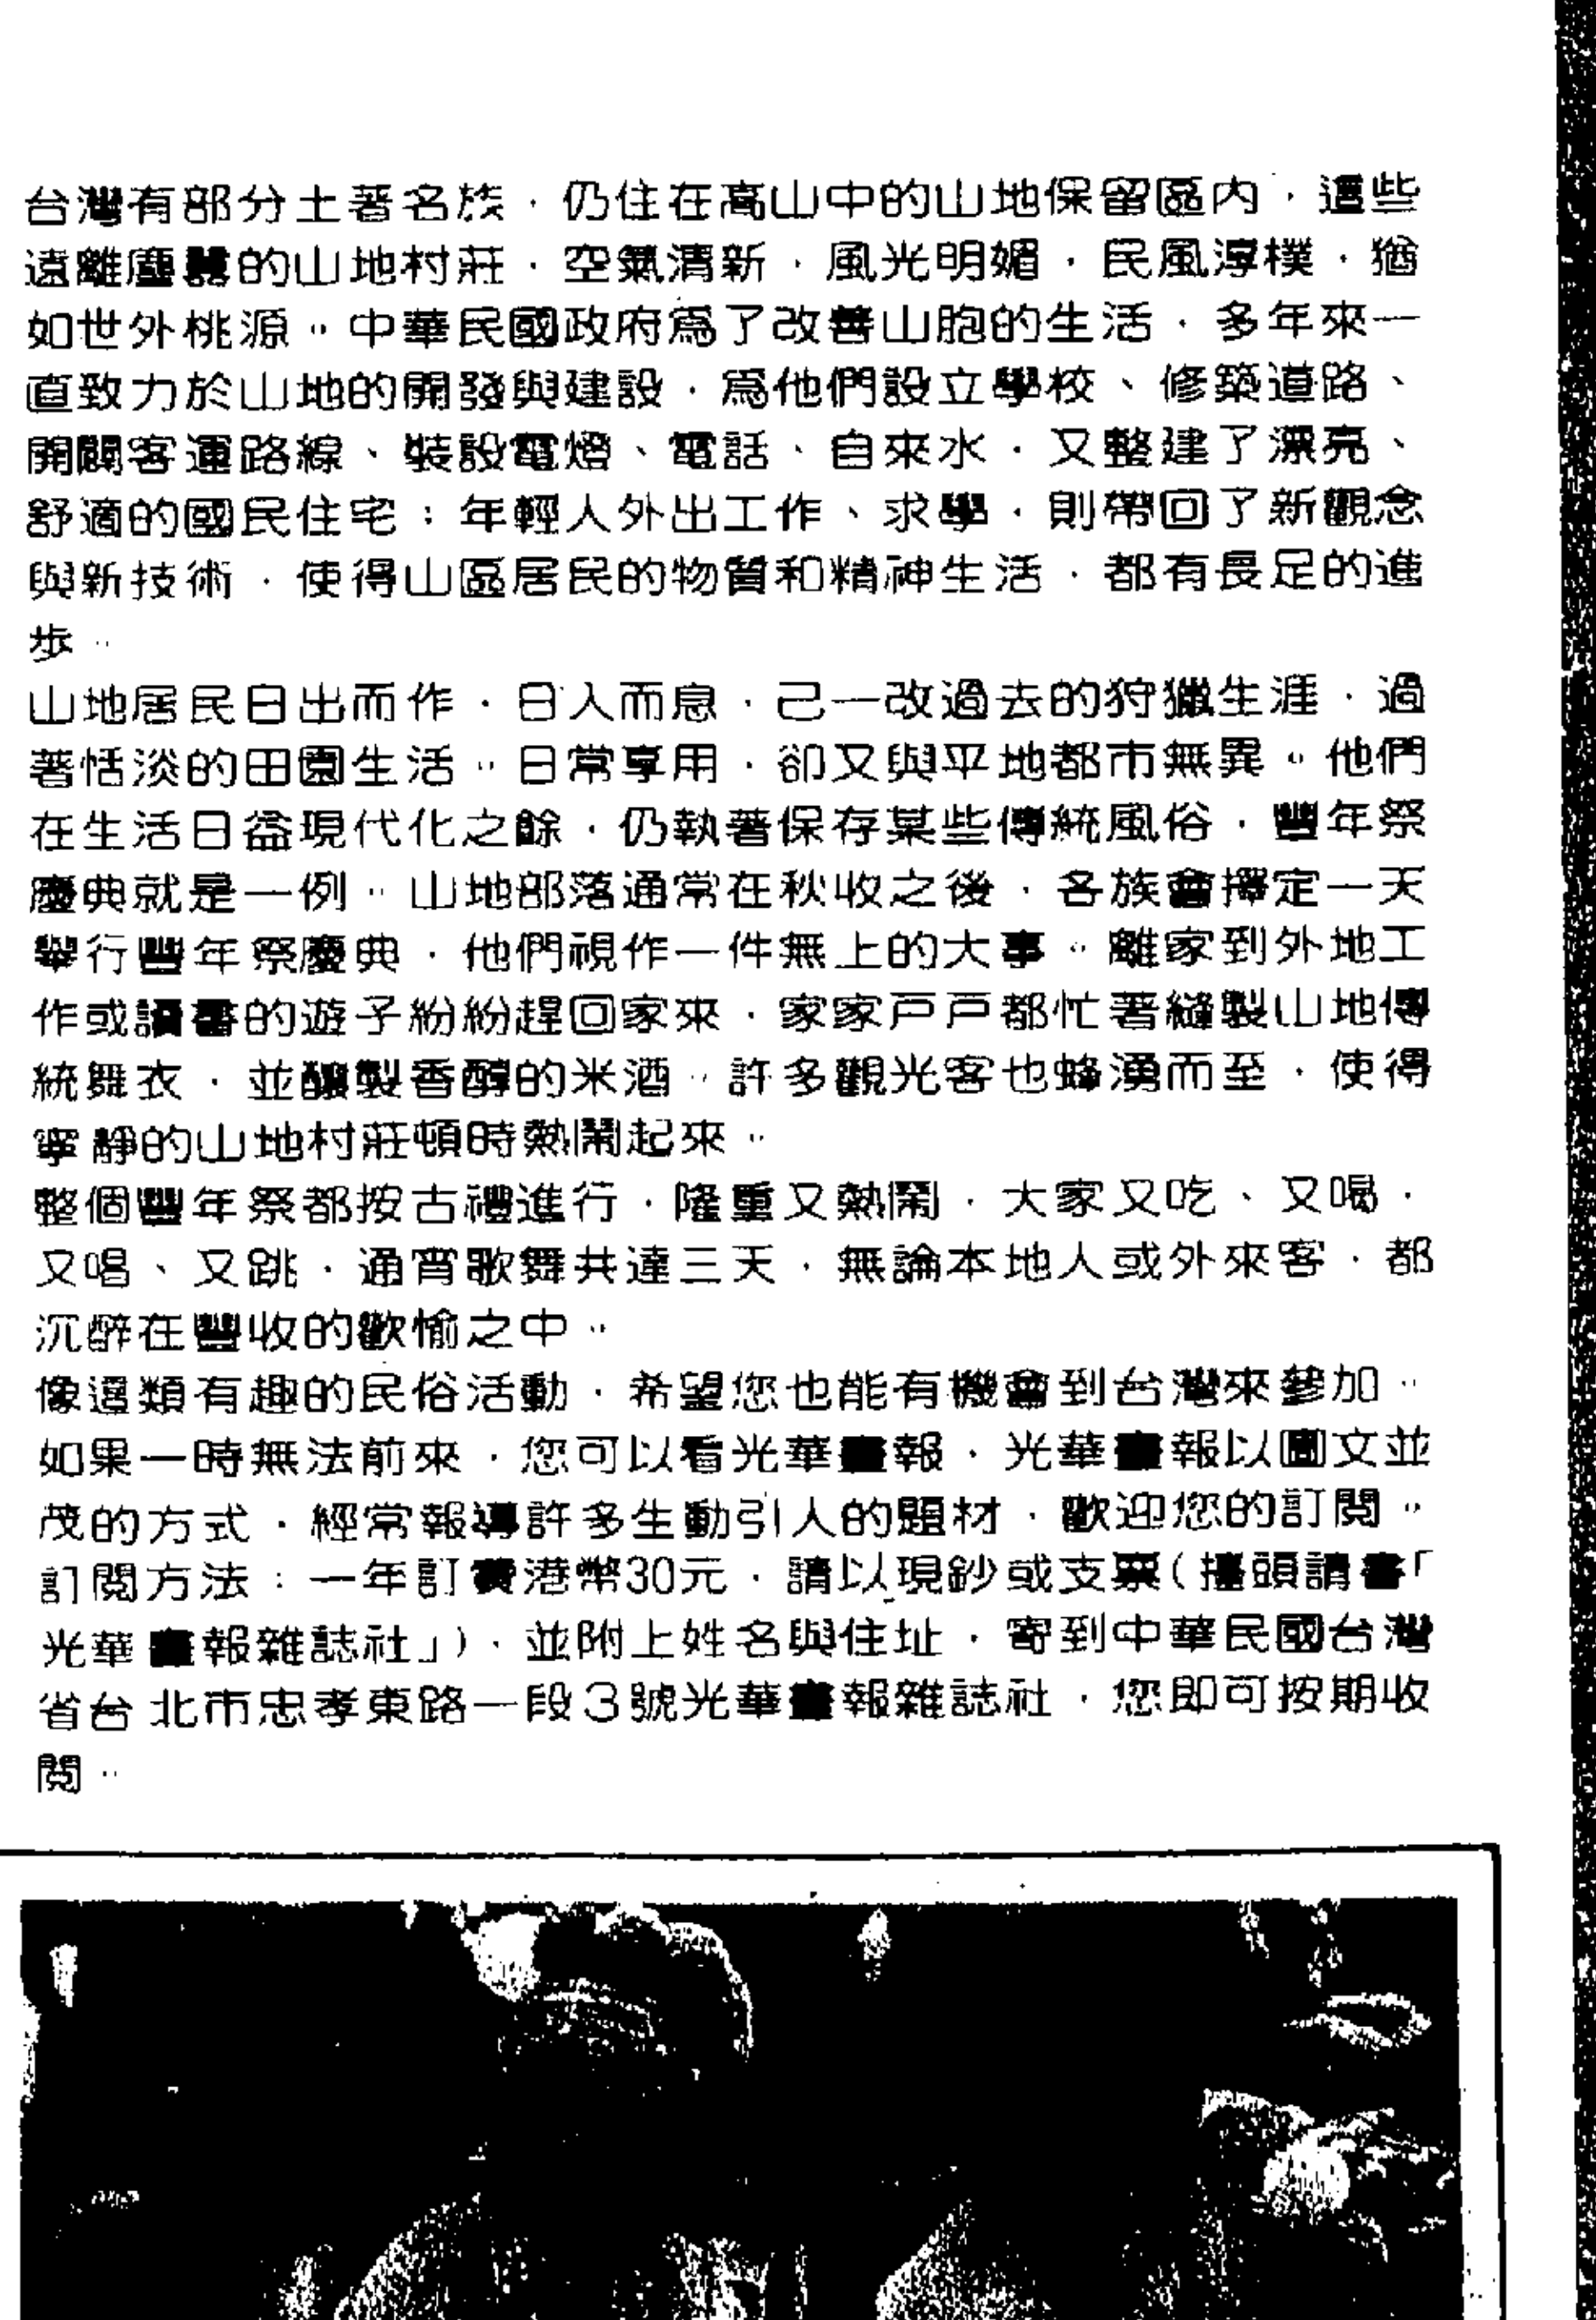 台灣有部分土著名族，仍住在高山中的山地保留區內，這些
遠離塵囂的山地村莊，空氣清新，風光明媚，民風淳樸，猶
如世外桃源。中華民國政府爲了改善山胞的生活，多年來一
直致力於山地的開發與建設，爲他們設立學校、修築道路、
開闢客運路線、裝設電燈、電話、自來水，又整建了漂亮、
舒適的國民住宅；年輕人外出工作、求學，則帶回了新觀念
與新技術，使得山區居民的物質和精神生活，都有長足的進
步。
山地居民日出而作，日入而息，己一改過去的狩獵生涯，過
著恬淡的田園生活。日常享用，卻又與平地都市無異。他們
在生活日益現代化之餘，仍執著保存某些傳統風俗，豐年祭
慶典就是一例。山地部落通常在秋收之後，各族會擇定一天
舉行豐年祭慶典，他們視作一件無上的大事。離家到外地工
作或讀書的遊子紛紛趕回家來，家家戶戶都忙著縫製山地傳
統舞衣，並釀製香醇的米酒。許多觀光客也蜂湧而至，使得
寧靜的山地村莊頓時熱鬧起來。
整個豐年祭都按古禮進行，隆重又熱鬧，大家又吃、又喝，
又唱、又跳，通宵歌舞共達三天，無論本地人或外來客，都
沉醉在豐收的歡愉之中。
像這類有趣的民俗活動，希望您也能有機會到台灣來參加。
如果一時無法前來，您可以看光華畫報，光華畫報以圖文並
茂的方式，經常報導許多生動引人的題材，歡迎您的訂閱。
訂閱方法：一年訂費港幣30元，請以現鈔或支票（擡頭請書「
光華畫報雜誌社」），並附上姓名與住址，寄到中華民國台灣
省台北市忠孝東路一段3號光華畫報雜誌社，您即可按期收
閱。